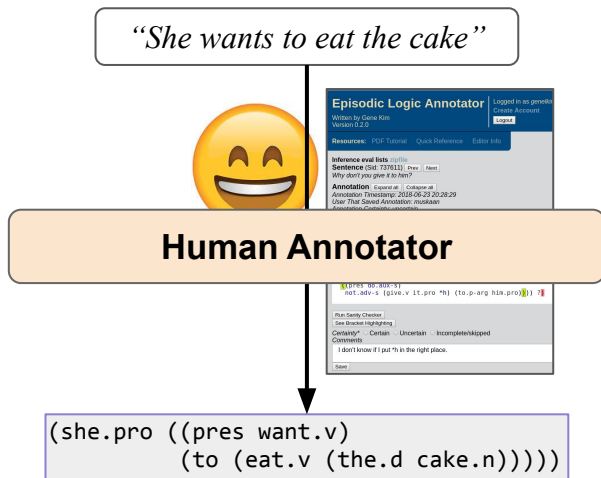 “She wants to eat the cake”
Episodic Logic Annotator
Written by Gene Kim
Version 0.2.0
Logged in as geneki
Create Account
Logout
Resources: PDF Tutorial Quick Reference Editor Info
Inference eval lists zipfile.
Sentence (Sid: 737611) Prev Next
Why don't you give it to him?
Annotation Expand all Collapse all
Annotation Timestamp: 2018-06-23 20:28:29
User That Saved Annotation: muskaan
Annotation Certainty: uncertain
Human Annotator
((pres do.aux-s)
not.adv-s (give.v it.pro *h) (to.p-arg him.pro)))) ?]
Run Sanity Checker
See Bracket Highlighting
Certainty* Certain Uncertain Incomplete/skipped
Comments
I don't know if I put *h in the right place.
Save
(she.pro ((pres want.v)
(to (eat.v (the.d cake.n)))))